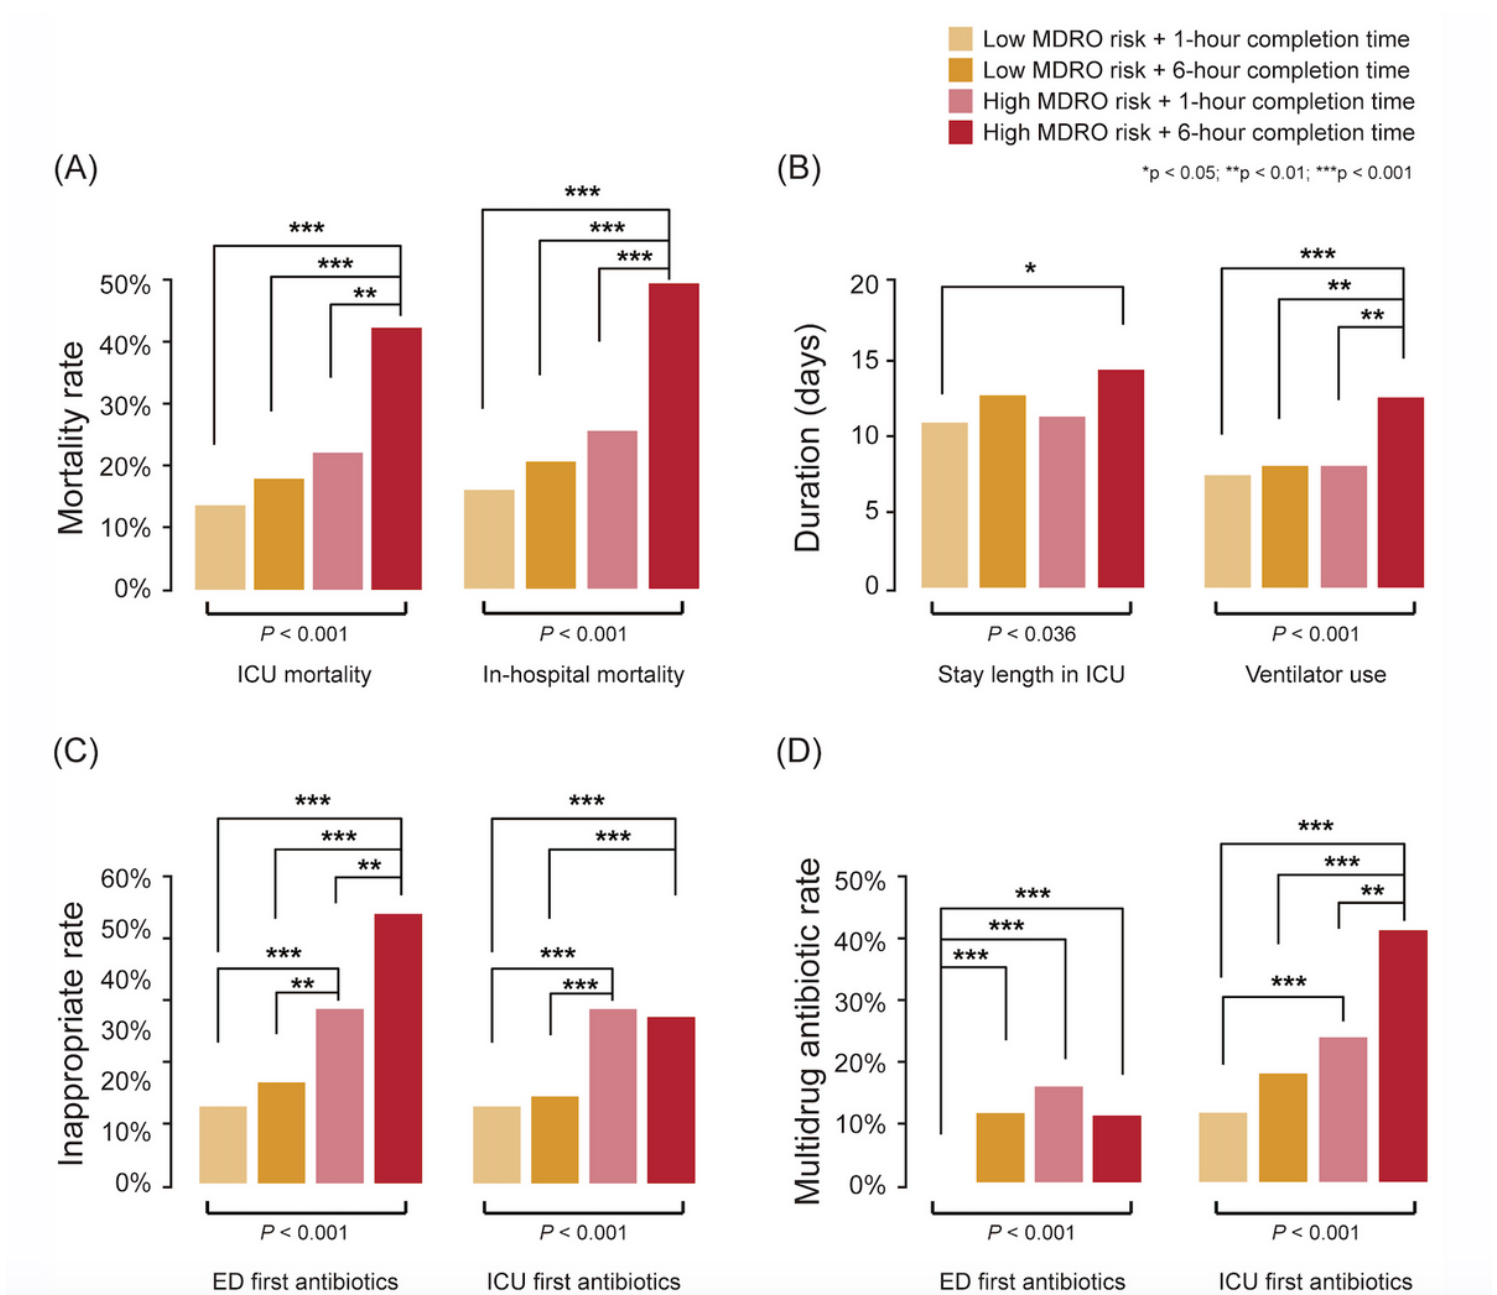 Low MDRO risk + 1-hour completion time
Low MDRO risk + 6-hour completion time
High MDRO risk + 1-hour completion time
High MDRO risk + 6-hour completion time
*p < 0.05; **p < 0.01; ***p < 0.001
(A)
Mortality rate
50%
40%
30%
20%
10%
0%
***
***
**
***
***
***
P < 0.001
P < 0.001
ICU mortality
In-hospital mortality
(B)
Duration (days)
20
15
10
5
0
*
***
**
**
P < 0.036
P < 0.001
Stay length in ICU
Ventilator use
(C)
Inappropriate rate
60%
50%
40%
30%
20%
10%
0%
***
***
**
***
**
***
***
***
***
P < 0.001
P < 0.001
ED first antibiotics
ICU first antibiotics
(D)
Multidrug antibiotic rate
50%
40%
30%
20%
10%
0%
***
***
***
***
***
**
***
P < 0.001
P < 0.001
ED first antibiotics
ICU first antibiotics